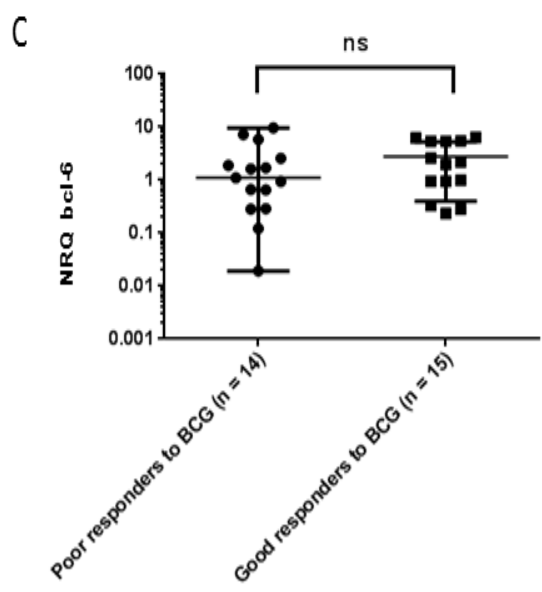 C
ns
100
10
1
0.1
0.01
0.001
NRQ bcl-6
Poor responders to BCG (n = 14)
Good responders to BCG (n = 15)